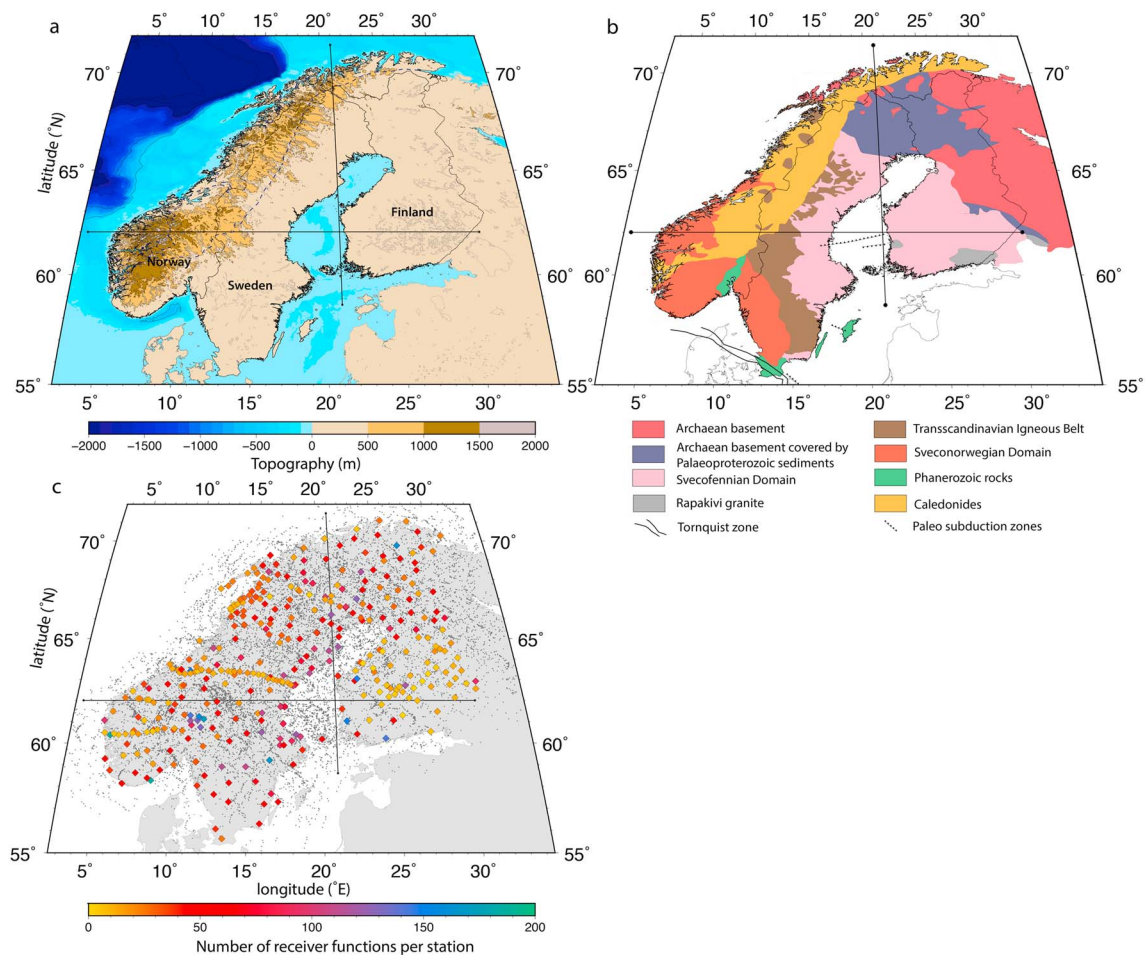 a
5° 10° 15° 20° 25° 30°
70° 70°
65° 65°
60° 60°
55° 55°
latitude (°N)
Norway
Sweden
Finland
5° 10° 15° 20° 25° 30°
-2000 -1500 -1000 -500 0 500 1000 1500 2000
Topography (m)
b
5° 10° 15° 20° 25° 30°
70° 70°
65° 65°
60° 60°
55° 55°
5° 10° 15° 20° 25° 30°
Archaean basement
Archaean basement covered by
Palaeoproterozoic sediments
Svecofennian Domain
Rapakivi granite
Tornquist zone
Transscandinavian Igneous Belt
Sveconorwegian Domain
Phanerozoic rocks
Caledonides
Paleo subduction zones
c
5° 10° 15° 20° 25° 30°
70° 70°
65° 65°
60° 60°
55° 55°
latitude (°N)
5° 10° 15° 20° 25° 30°
longitude (°E)
0 50 100 150 200
Number of receiver functions per station